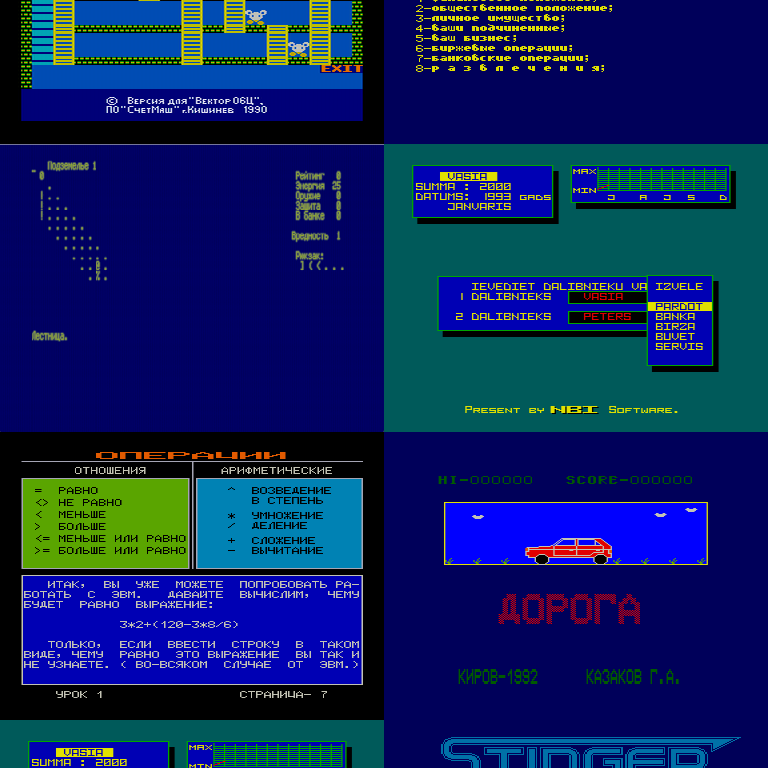 EXIT
© Версия для "Вектор 06Ц".
ПО"СчетМаш",Кишинев 1990
2-общественное положение;
3-личное имущество;
4-ваши подчиненные;
5-ваш бизнес;
6-биржевые операции;
7-банковские операции;
8-р а з в л е ч е н и я;
Подземелье 1
Рейтинг 0
Энергия 25
Оружие 0
Защита 0
В банке 0
Вредность 1
Рюкзак:
]((...
Лестница.
VASIA
SUMMA : 2000
DATUMS: 1993 GADS
JANVARIS
MAX
MIN
J A J S D
IEVEDIET DALIBNIEKU VA
1 DALIBNIEKS VASIA
2 DALIBNIEKS PETERS
IZVELE
PARDOT
BANKA
BIRZA
BUVET
SERVIS
PRESENT BY NBI SOFTWARE.
ОПЕРАЦИИ
ОТНОШЕНИЯ
АРИФМЕТИЧЕСКИЕ
= РАВНО
<> НЕ РАВНО
< МЕНЬШЕ
> БОЛЬШЕ
<= МЕНЬШЕ ИЛИ РАВНО
>= БОЛЬШЕ ИЛИ РАВНО
^ ВОЗВЕДЕНИЕ
В СТЕПЕНЬ
* УМНОЖЕНИЕ
/ ДЕЛЕНИЕ
+ СЛОЖЕНИЕ
- ВЫЧИТАНИЕ
ИТАК, ВЫ УЖЕ МОЖЕТЕ ПОПРОБОВАТЬ РА-
БОТАТЬ С ЭВМ. ДАВАЙТЕ ВЫЧИСЛИМ, ЧЕМУ
БУДЕТ РАВНО ВЫРАЖЕНИЕ:
3*2+(120-3*8/6)
ТОЛЬКО, ЕСЛИ ВВЕСТИ СТРОКУ В ТАКОМ
ВИДЕ, ЧЕМУ РАВНО ЭТО ВЫРАЖЕНИЕ ВЫ ТАК И
НЕ УЗНАЕТЕ. ( ВО-ВСЯКОМ СЛУЧАЕ ОТ ЭВМ.)
УРОК 1
СТРАНИЦА- 7
HI-000000 SCORE-000000
ДОРОГА
КИРОВ-1992 КАЗАКОВ Г.А.
VASIA
SUMMA : 2000
MAX
MIN
STINGER